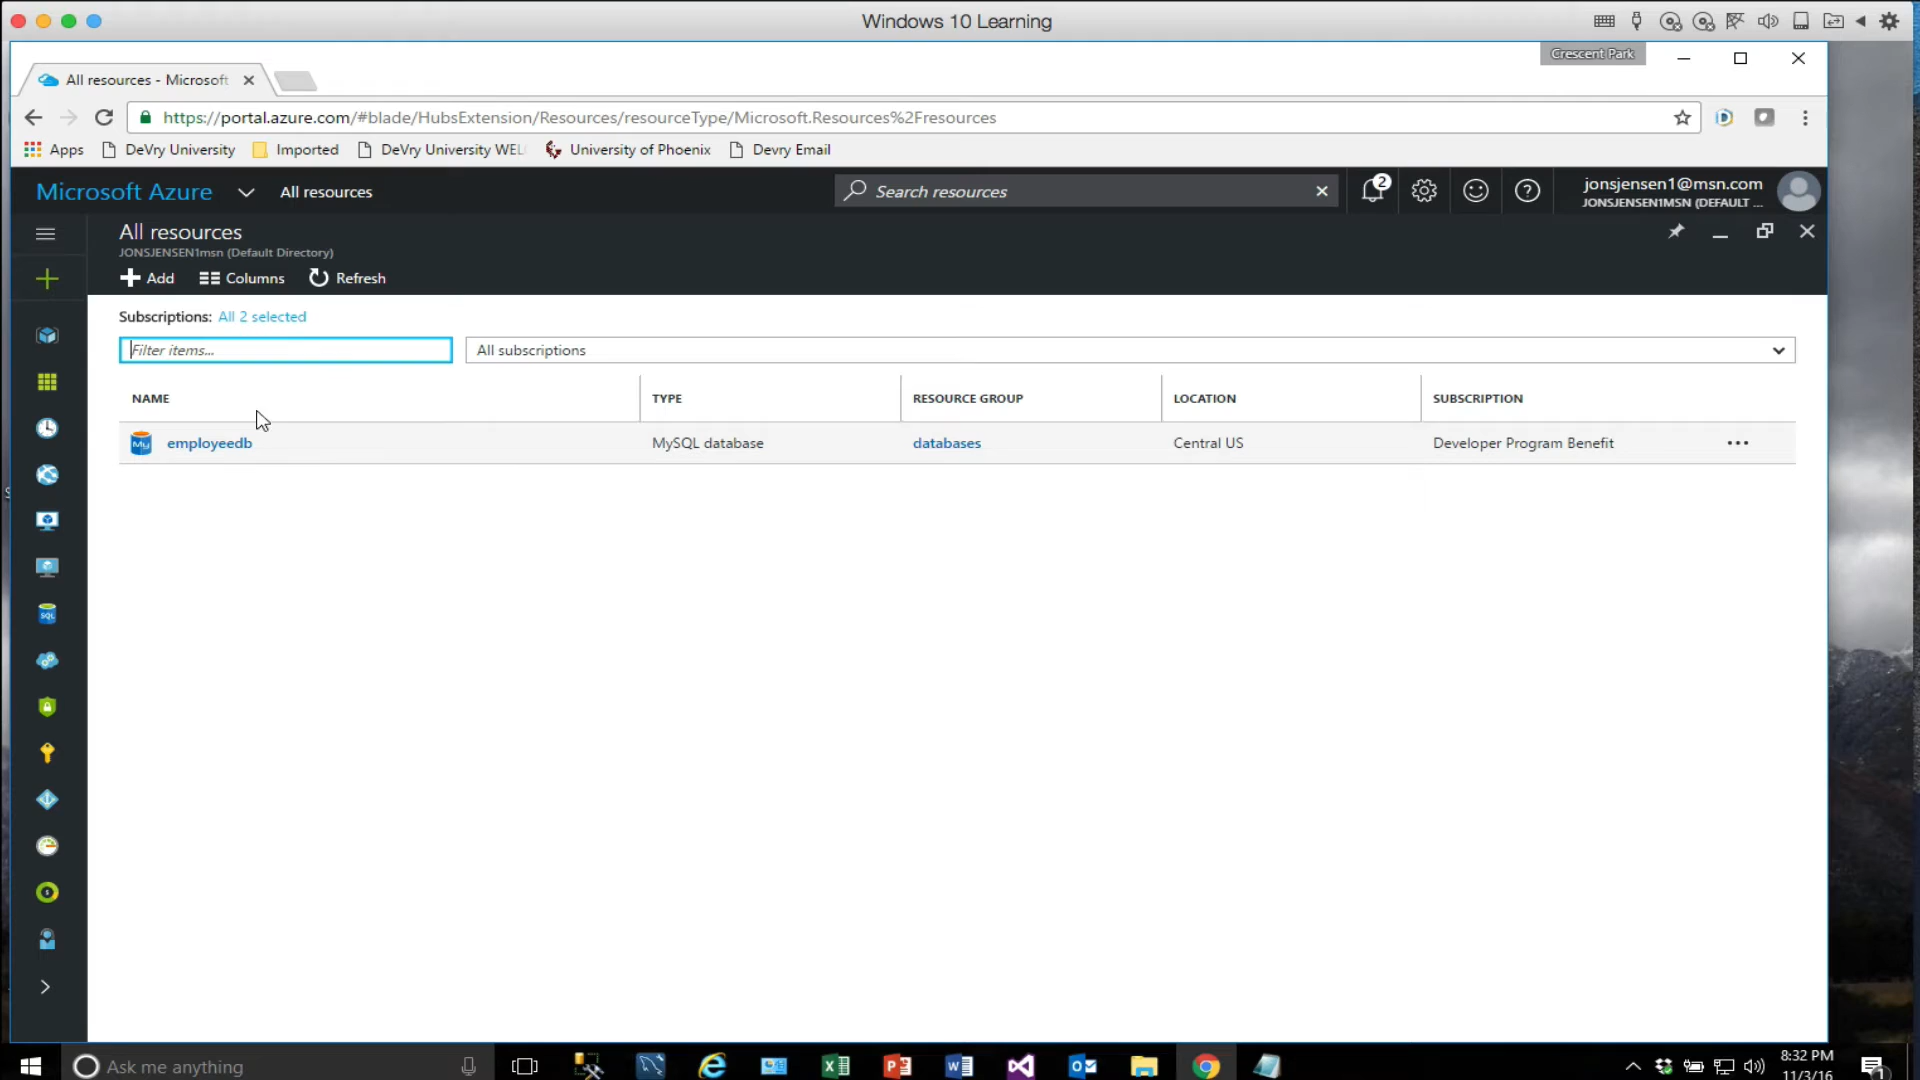 Windows 10 Learning
Crescent Park
All resources - Microsoft
https://portal.azure.com/#blade/HubsExtension/Resources/resourceType/Microsoft.Resources%2Fresources
Apps DeVry University Imported DeVry University WEL University of Phoenix Devry Email
Microsoft Azure All resources Search resources 2 jonsjensen1@msn.com
JONSJENSEN1MSN (DEFAULT ...
All resources
JONSJENSEN1msn (Default Directory)
Add Columns Refresh
Subscriptions: All 2 selected
Filter items... All subscriptions
NAME TYPE RESOURCE GROUP LOCATION SUBSCRIPTION
My employeedb MySQL database databases Central US Developer Program Benefit ...
SQL
Ask me anything
8:32 PM
11/3/16
1